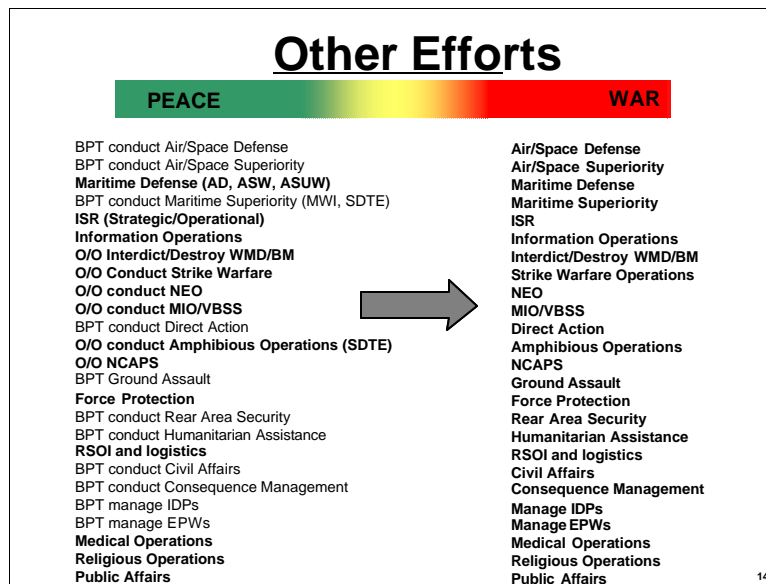 Other Efforts
PEACE
WAR
BPT conduct Air/Space Defense
BPT conduct Air/Space Superiority
Maritime Defense (AD, ASW, ASUW)
BPT conduct Maritime Superiority (MWI, SDTE)
ISR (Strategic/Operational)
Information Operations
O/O Interdict/Destroy WMD/BM
O/O Conduct Strike Warfare
O/O conduct NEO
O/O conduct MIO/VBSS
BPT conduct Direct Action
O/O conduct Amphibious Operations (SDTE)
O/O NCAPS
BPT Ground Assault
Force Protection
BPT conduct Rear Area Security
BPT conduct Humanitarian Assistance
RSOI and logistics
BPT conduct Civil Affairs
BPT conduct Consequence Management
BPT manage IDPs
BPT manage EPWs
Medical Operations
Religious Operations
Public Affairs
Air/Space Defense
Air/Space Superiority
Maritime Defense
Maritime Superiority
ISR
Information Operations
Interdict/Destroy WMD/BM
Strike Warfare Operations
NEO
MIO/VBSS
Direct Action
Amphibious Operations
NCAPS
Ground Assault
Force Protection
Rear Area Security
Humanitarian Assistance
RSOI and logistics
Civil Affairs
Consequence Management
Manage IDPs
Manage EPWs
Medical Operations
Religious Operations
Public Affairs
14